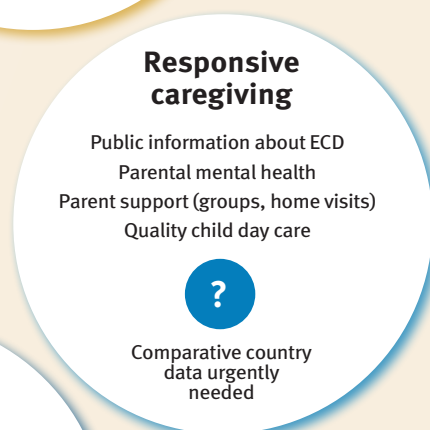 Responsive
caregiving
Public information about ECD
Parental mental health
Parent support (groups, home visits)
Quality child day care
?
Comparative country
data urgently
needed